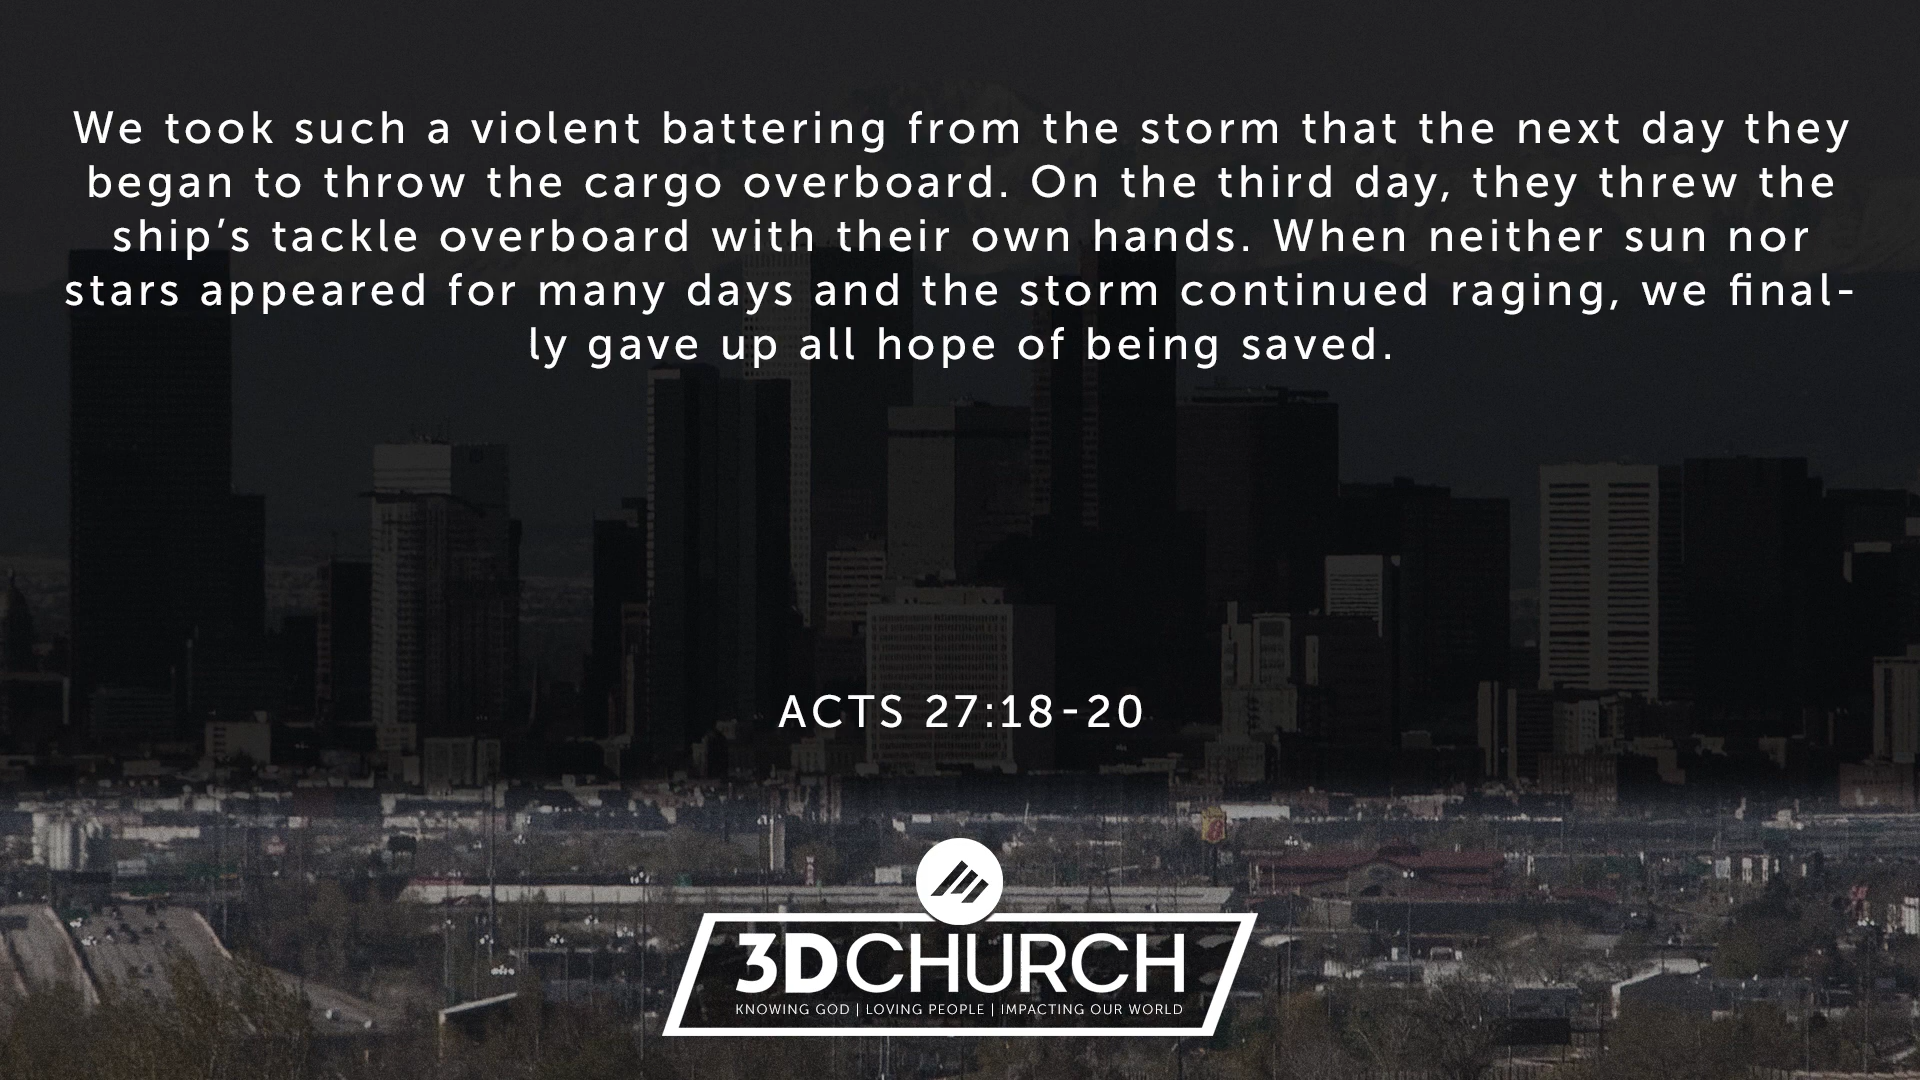 We took such a violent battering from the storm that the next day they
began to throw the cargo overboard. On the third day, they threw the
ship’s tackle overboard with their own hands. When neither sun nor
stars appeared for many days and the storm continued raging, we final-
ly gave up all hope of being saved.
ACTS 27:18-20
3DCHURCH
KNOWING GOD | LOVING PEOPLE | IMPACTING OUR WORLD